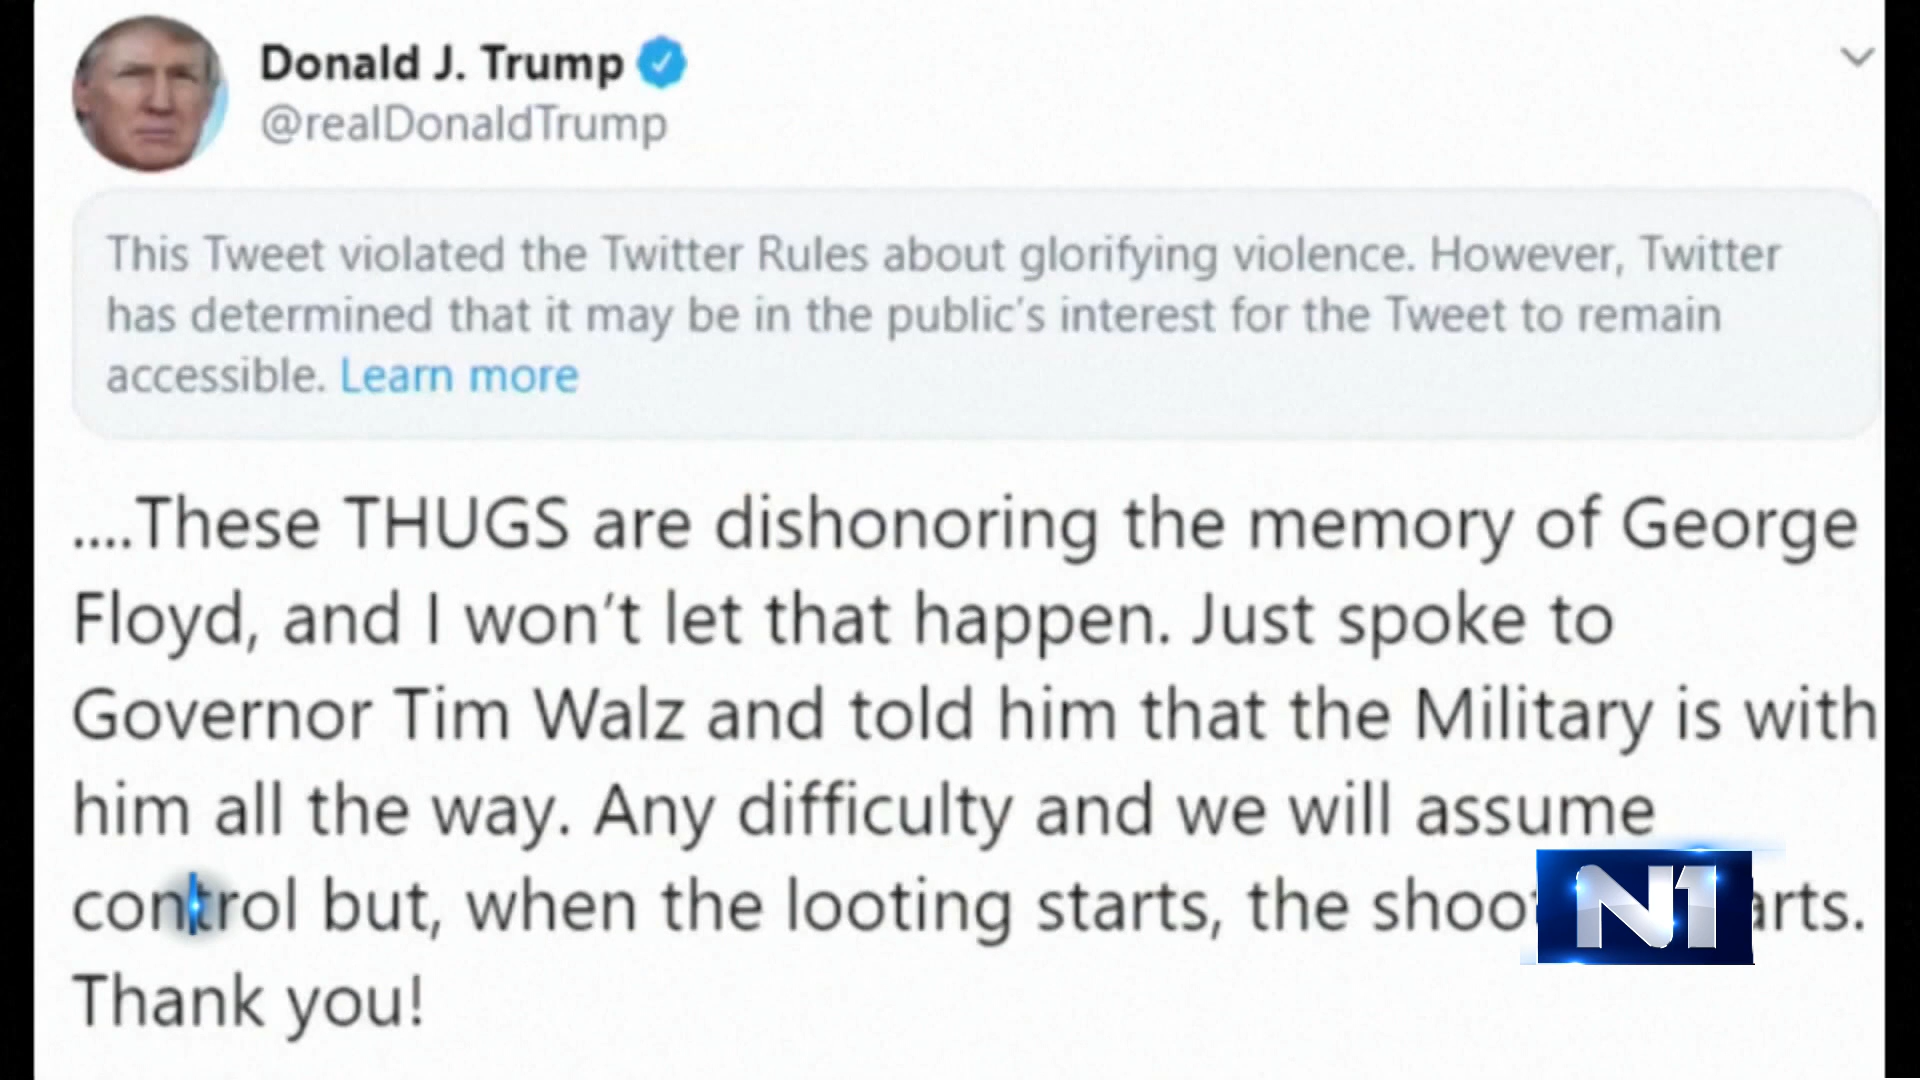 Donald J. Trump
@realDonaldTrump
This Tweet violated the Twitter Rules about glorifying violence. However, Twitter
has determined that it may be in the public's interest for the Tweet to remain
accessible. Learn more
....These THUGS are dishonoring the memory of George
Floyd, and I won't let that happen. Just spoke to
Governor Tim Walz and told him that the Military is with
him all the way. Any difficulty and we will assume
control but, when the looting starts, the shoo arts.
Thank you!
N1